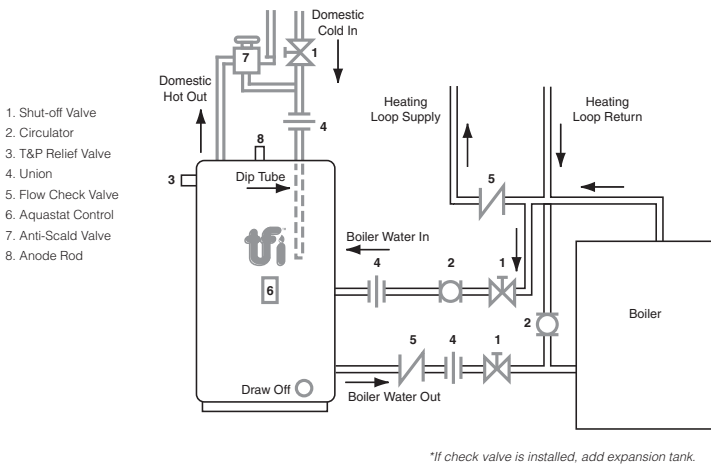 Domestic
Cold In
7
1
Domestic
Hot Out
1. Shut-off Valve
2. Circulator
3. T&P Relief Valve
4. Union
5. Flow Check Valve
6. Aquastat Control
7. Anti-Scald Valve
8. Anode Rod
4
8
3
Dip Tube
tfi
6
Draw Off
Heating
Loop Supply
Heating
Loop Return
5
Boiler Water In
4
2
1
2
Boiler
5
4
1
Boiler Water Out
*If check valve is installed, add expansion tank.